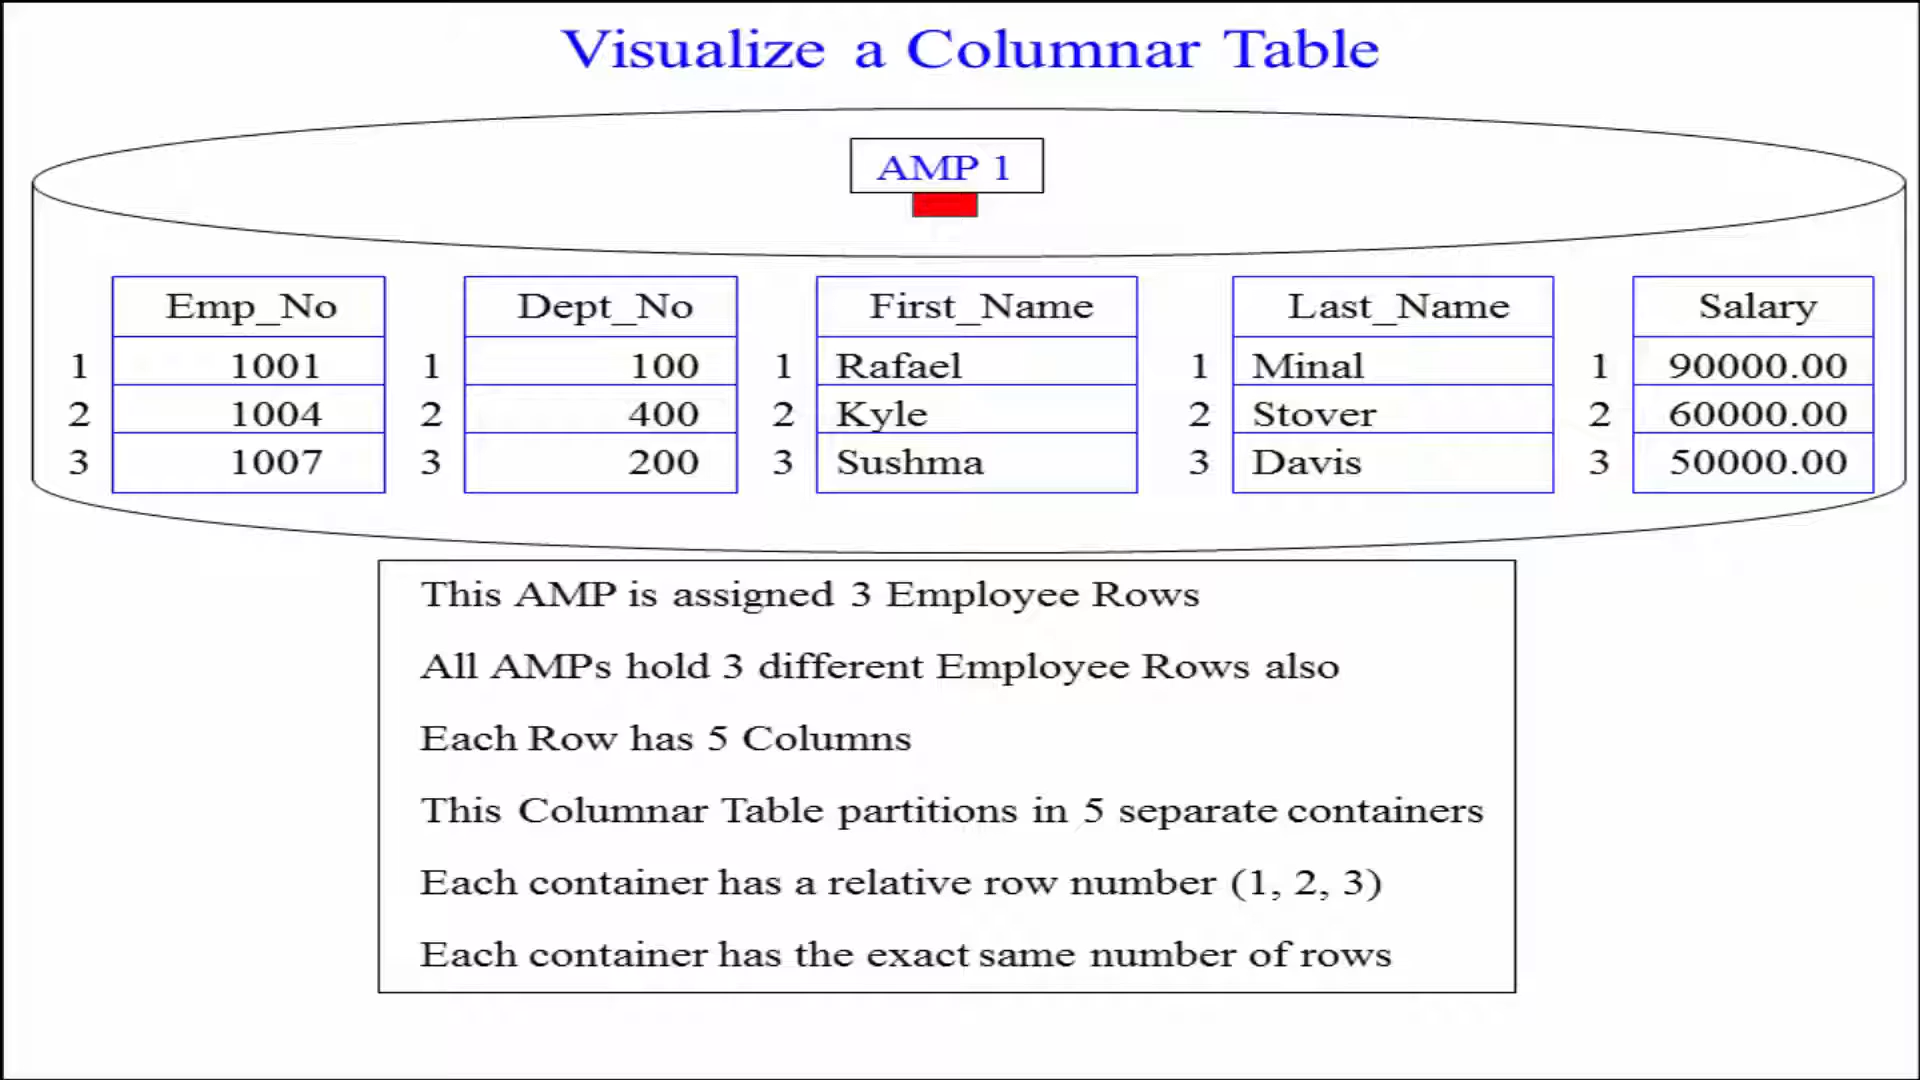 Visualize a Columnar Table
AMP 1
Emp_No Dept_No First_Name Last_Name Salary
1 1001 1 100 1 Rafael 1 Minal 1 90000.00
2 1004 2 400 2 Kyle 2 Stover 2 60000.00
3 1007 3 200 3 Sushma 3 Davis 3 50000.00
This AMP is assigned 3 Employee Rows
All AMPs hold 3 different Employee Rows also
Each Row has 5 Columns
This Columnar Table partitions in 5 separate containers
Each container has a relative row number (1, 2, 3)
Each container has the exact same number of rows